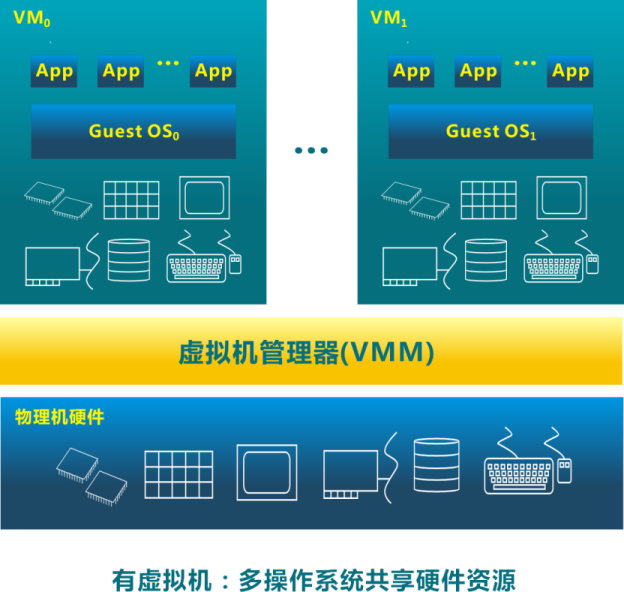 VM₀
App App ... App
Guest OS₀
...
VM₁
App App ... App
Guest OS₁
虚拟机管理器(VMM)
物理机硬件
有虚拟机：多操作系统共享硬件资源